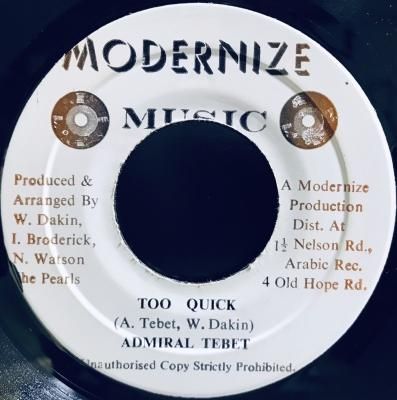 MODERNIZE
MUSIC
Produced &
Arranged By
W. Dakin,
I. Broderick,
N. Watson
he Pearls
A Modernize
Production
Dist. At
1½ Nelson Rd.,
Arabic Rec.
4 Old Hope Rd.
TOO QUICK
(A. Tebet, W. Dakin)
ADMIRAL TEBET
Unauthorised Copy Strictly Prohibited.